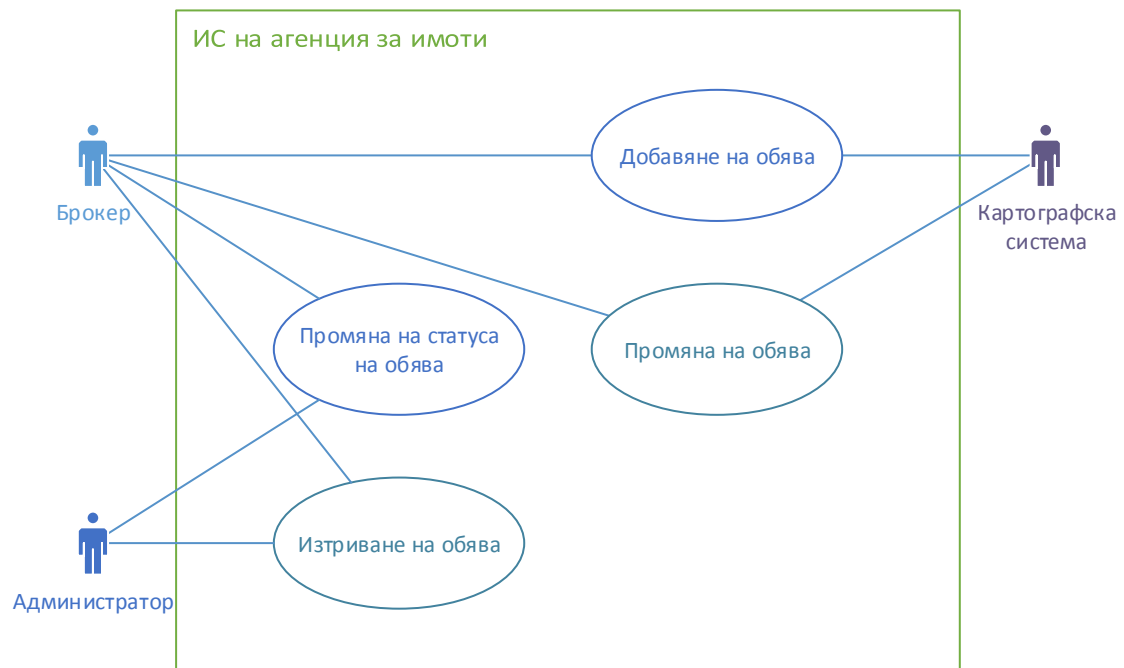 ИС на агенция за имоти
Добавяне на обява
Брокер
Картографска
система
Промяна на статуса
на обява
Промяна на обява
Изтриване на обява
Администратор